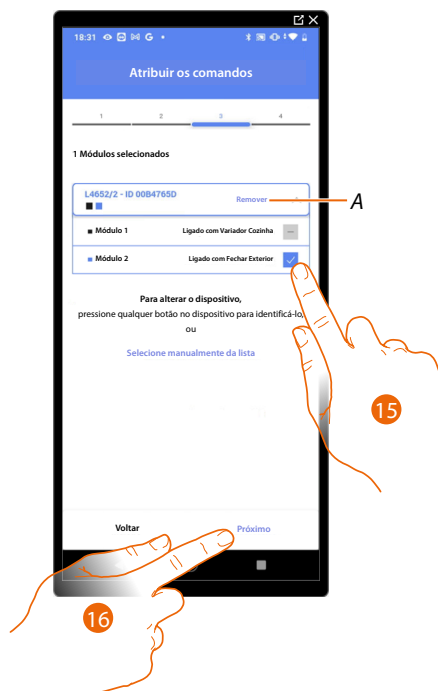 18:31 G
Atribuir os comandos
1 2 3 4
1 Módulos selecionados
L4652/2 - ID 00B4765D
Remover
A
Módulo 1 Ligado com Variador Cozinha
Módulo 2 Ligado com Fechar Exterior
Para alterar o dispositivo,
pressione qualquer botão no dispositivo para identificá-lo,
ou
Selecione manualmente da lista
15
Voltar Próximo
16